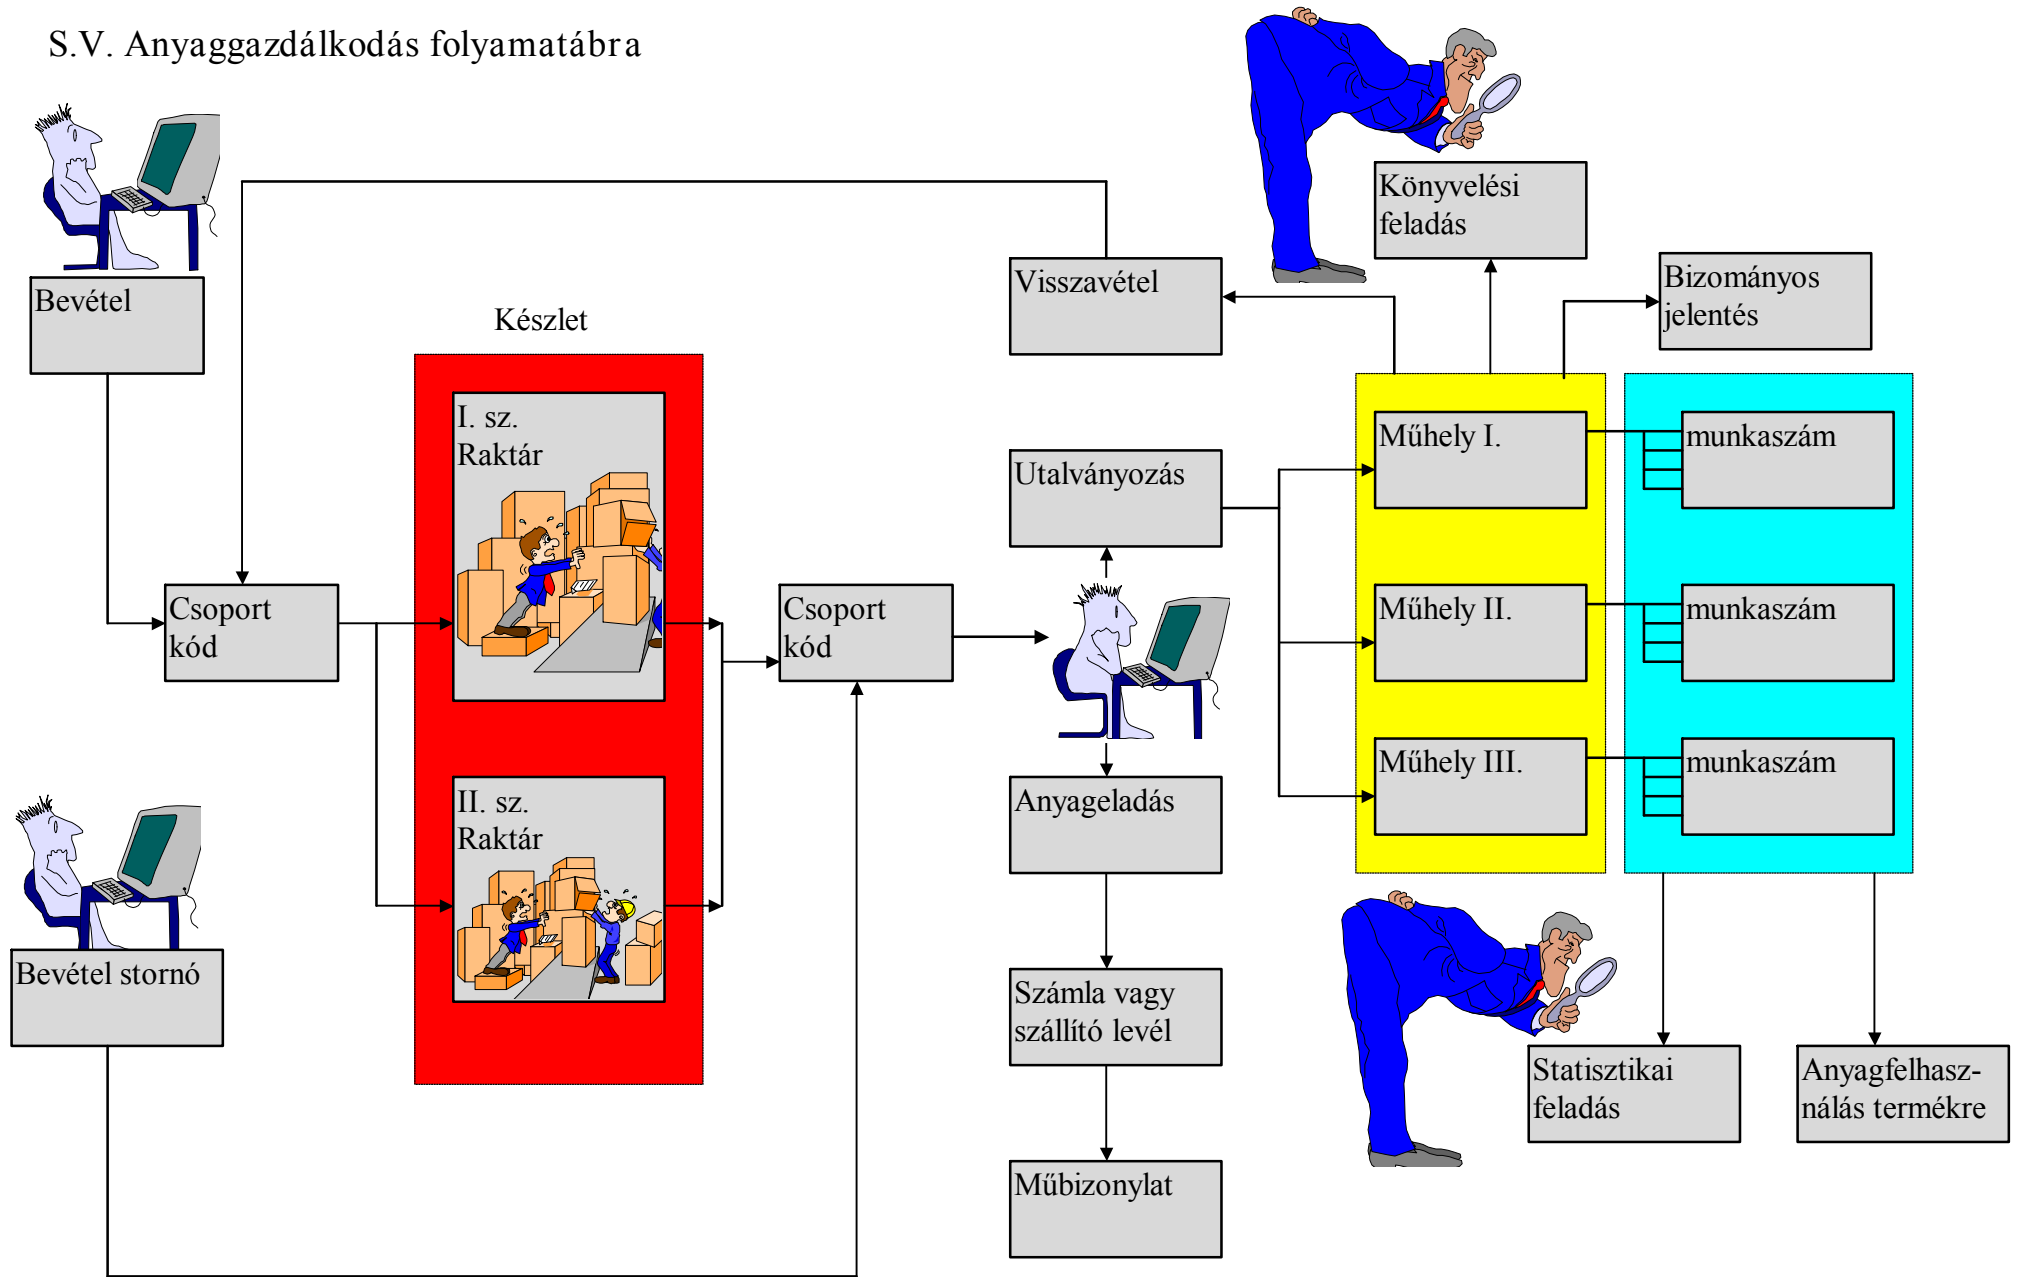 S.V. Anyaggazdálkodás folyamatábra
Könyvelési
feladás
Visszavétel
Bizományos
jelentés
Bevétel
Készlet
I. sz.
Raktár
Műhely I.
munkaszám
Utalványozás
Csoport
kód
Csoport
kód
Műhely II.
munkaszám
Műhely III.
munkaszám
II. sz.
Raktár
Anyageladás
Bevétel stornó
Számla vagy
szállító levél
Statisztikai
feladás
Anyagfelhasz-
nálás termékre
Műbizonylat